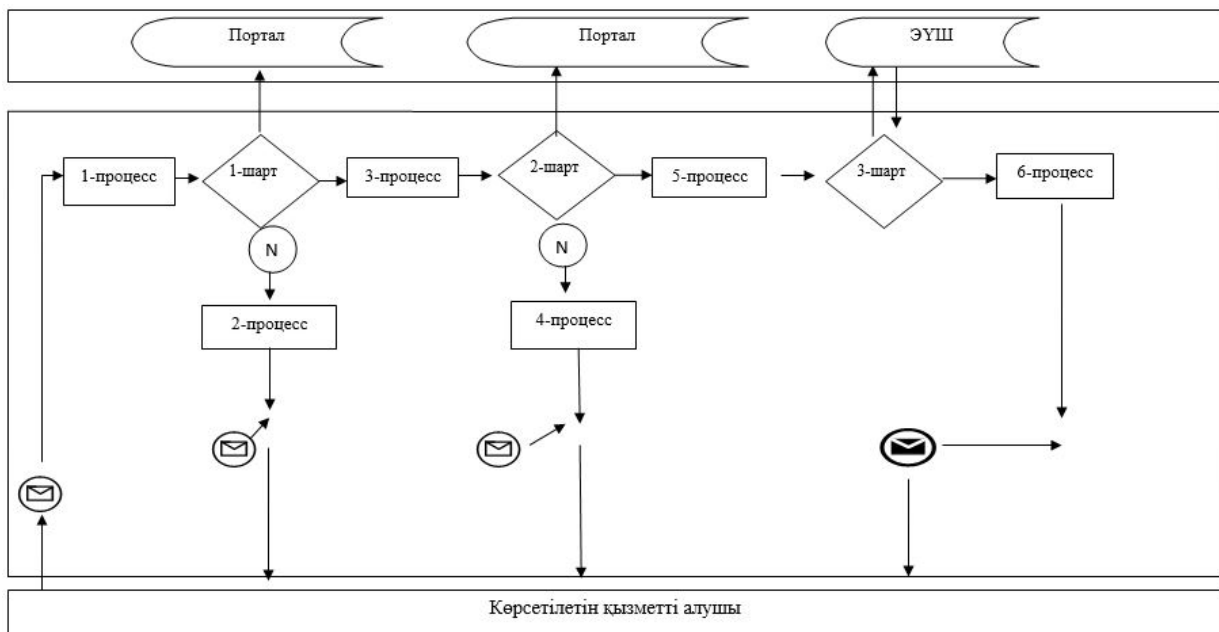 Портал
Портал
ЭҮШ
1-процесс
1-шарт
3-процесс
2-шарт
5-процесс
3-шарт
6-процесс
N
N
2-процесс
4-процесс
Көрсетілетін қызметті алушы